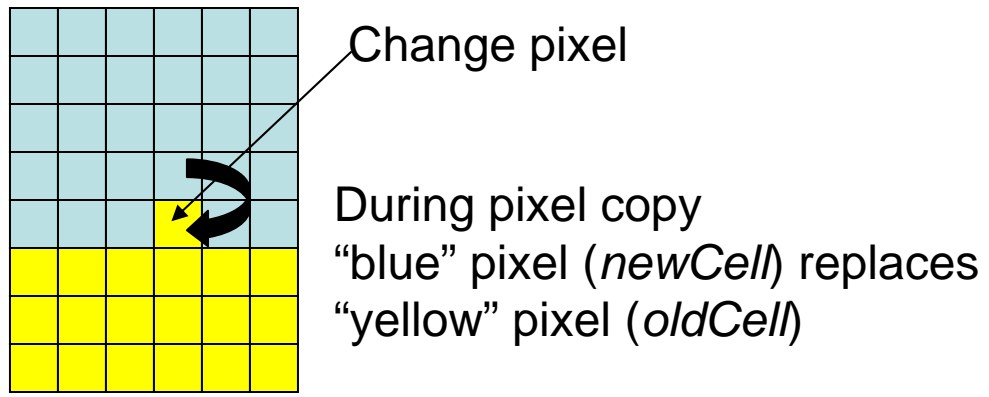 Change pixel
During pixel copy
“blue” pixel (newCell) replaces
“yellow” pixel (oldCell)